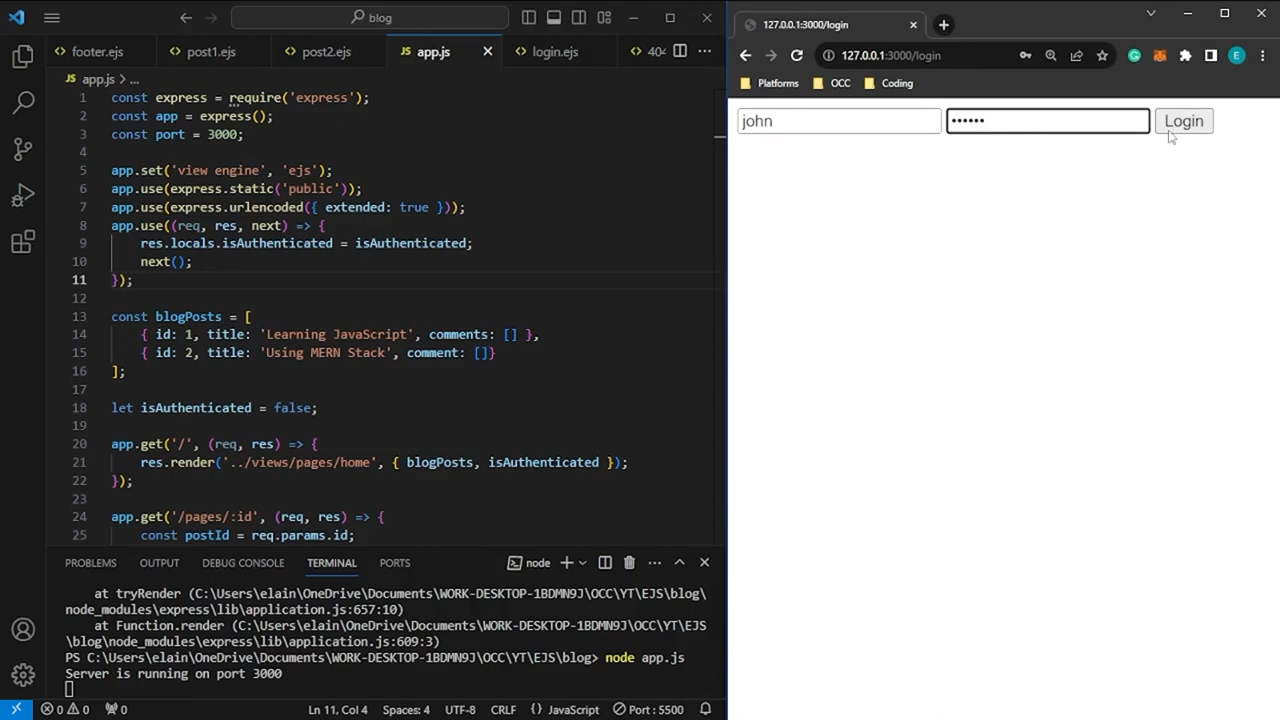 blog
footer.ejs
post1.ejs
post2.ejs
JS app.js
login.ejs
404
JS app.js > ...
1 const express = require('express');
2 const app = express();
3 const port = 3000;
4
5 app.set('view engine', 'ejs');
6 app.use(express.static('public'));
7 app.use(express.urlencoded({ extended: true }));
8 app.use((req, res, next) => {
9 res.locals.isAuthenticated = isAuthenticated;
10 next();
11 });
12
13 const blogPosts = [
14 { id: 1, title: 'Learning JavaScript', comments: [] },
15 { id: 2, title: 'Using MERN Stack', comment: []}
16 ];
17
18 let isAuthenticated = false;
19
20 app.get('/', (req, res) => {
21 res.render('../views/pages/home', { blogPosts, isAuthenticated });
22 });
23
24 app.get('/pages/:id', (req, res) => {
25 const postId = req.params.id;
PROBLEMS OUTPUT DEBUG CONSOLE TERMINAL PORTS
node
at tryRender (C:\Users\elain\OneDrive\Documents\WORK-DESKTOP-1BDMN9J\OCC\YT\EJS\blog\
node_modules\express\lib\application.js:657:10)
at Function.render (C:\Users\elain\OneDrive\Documents\WORK-DESKTOP-1BDMN9J\OCC\YT\EJS
\blog\node_modules\express\lib\application.js:609:3)
PS C:\Users\elain\OneDrive\Documents\WORK-DESKTOP-1BDMN9J\OCC\YT\EJS\blog> node app.js
Server is running on port 3000
0 0 0 Ln 11, Col 4 Spaces: 4 UTF-8 CRLF {} JavaScript Port : 5500
127.0.0.1:3000/login
127.0.0.1:3000/login
E
Platforms OCC Coding
john
••••••
Login